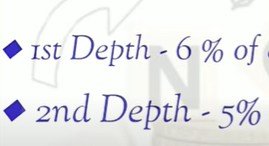 1st Depth - 6 % of
2nd Depth - 5%